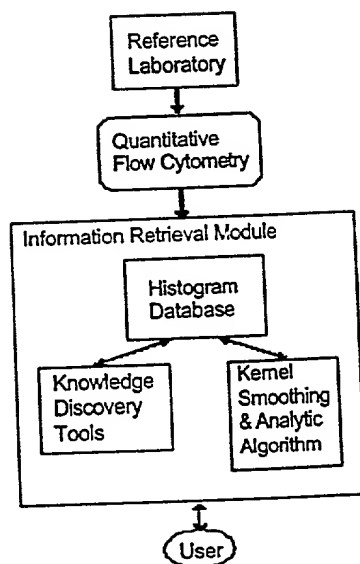 Reference
Laboratory
Quantitative
Flow Cytometry
Information Retrieval Module
Histogram
Database
Knowledge
Discovery
Tools
Kernel
Smoothing
& Analytic
Algorithm
User